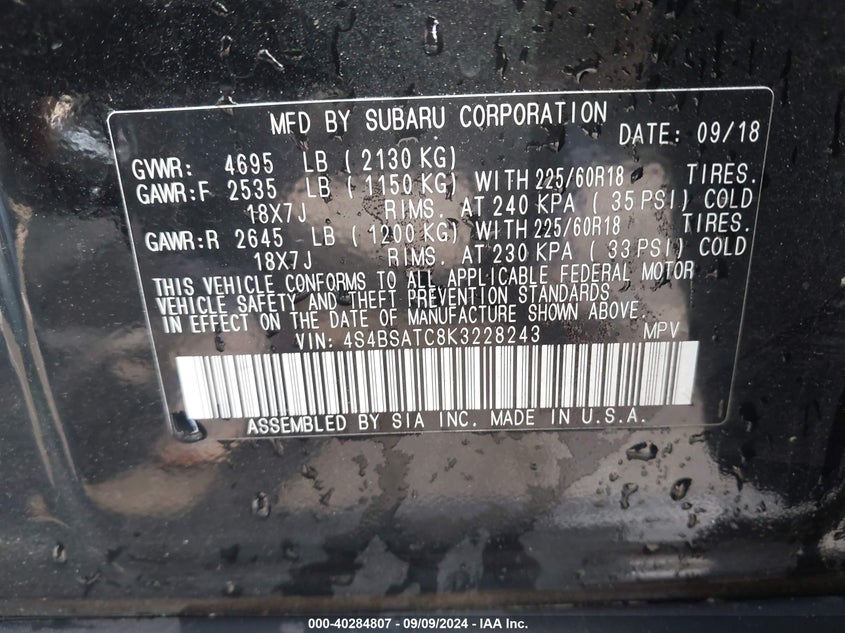 MFD BY SUBARU CORPORATION DATE: 09/18
GVWR: 4695 LB ( 2130 KG)
GAWR:F 2535 LB ( 1150 KG) WITH 225/60R18 TIRES.
18X7J RIMS. AT 240 KPA ( 35 PSI) COLD
GAWR:R 2645 LB ( 1200 KG) WITH 225/60R18 TIRES.
18X7J RIMS. AT 230 KPA ( 33 PSI) COLD
THIS VEHICLE CONFORMS TO ALL APPLICABLE FEDERAL MOTOR
VEHICLE SAFETY AND THEFT PREVENTION STANDARDS
IN EFFECT ON THE DATE OF MANUFACTURE SHOWN ABOVE.
VIN: 4S4BSATC8K3228243 MPV
ASSEMBLED BY SIA INC. MADE IN U.S.A.
000-40284807 - 09/09/2024 - IAA Inc.